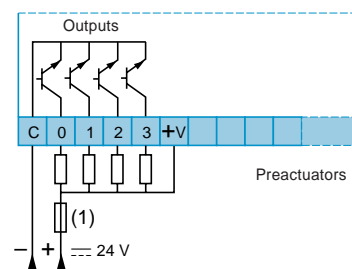 Outputs
C 0 1 2 3 +V
Preactuators
(1)
− + ⎓ 24 V